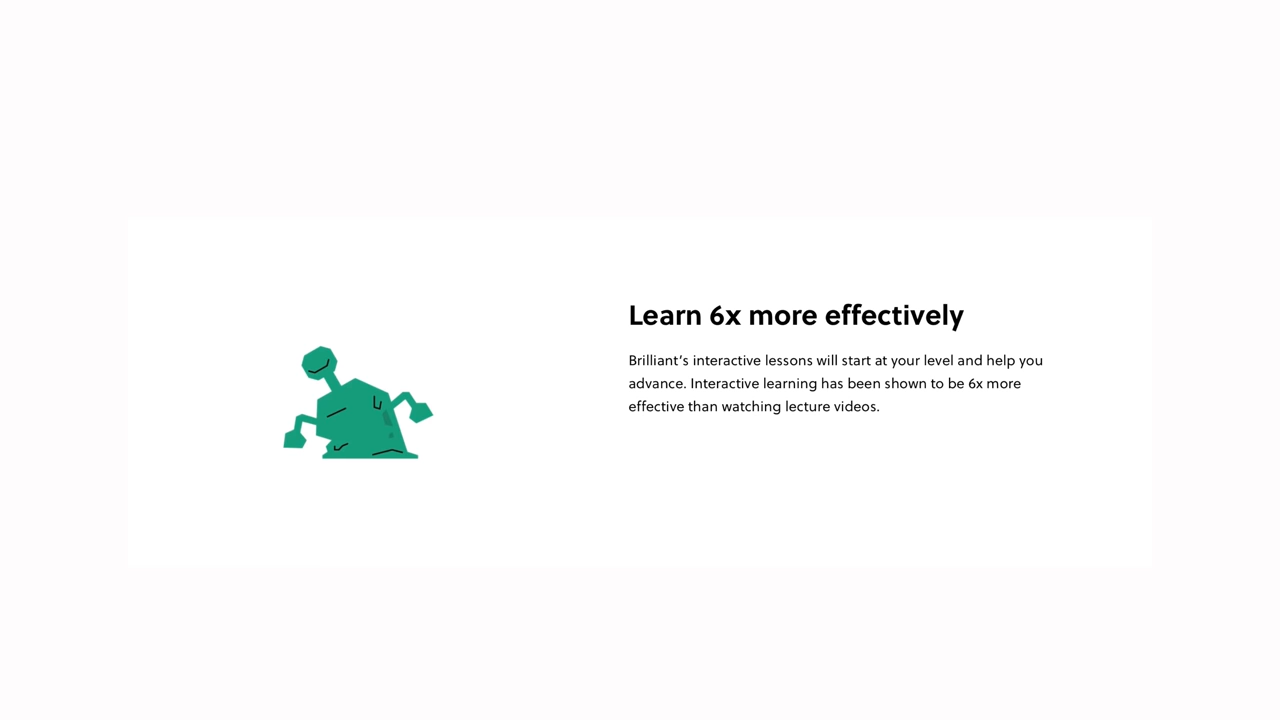 Learn 6x more effectively
Brilliant’s interactive lessons will start at your level and help you
advance. Interactive learning has been shown to be 6x more
effective than watching lecture videos.